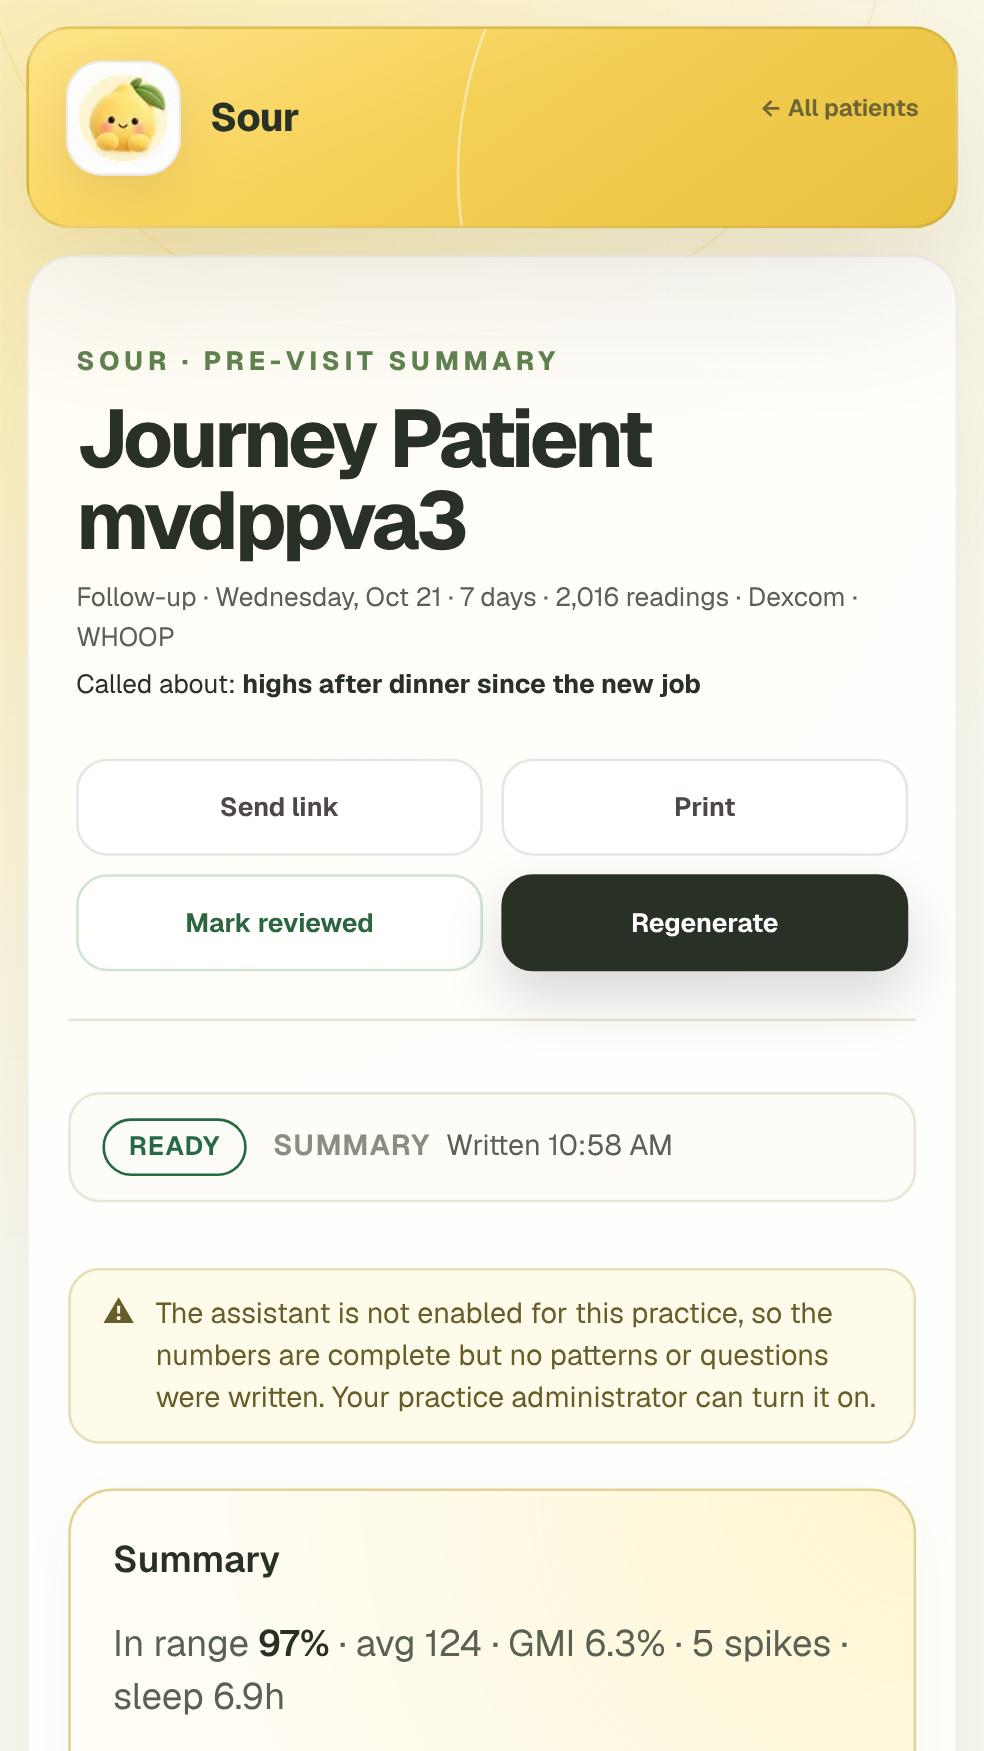 Sour
← All patients
SOUR · PRE-VISIT SUMMARY
Journey Patient
mvdppva3
Follow-up · Wednesday, Oct 21 · 7 days · 2,016 readings · Dexcom ·
WHOOP
Called about: highs after dinner since the new job
Send link
Print
Mark reviewed
Regenerate
READY SUMMARY Written 10:58 AM
The assistant is not enabled for this practice, so the
numbers are complete but no patterns or questions
were written. Your practice administrator can turn it on.
Summary
In range 97% · avg 124 · GMI 6.3% · 5 spikes ·
sleep 6.9h